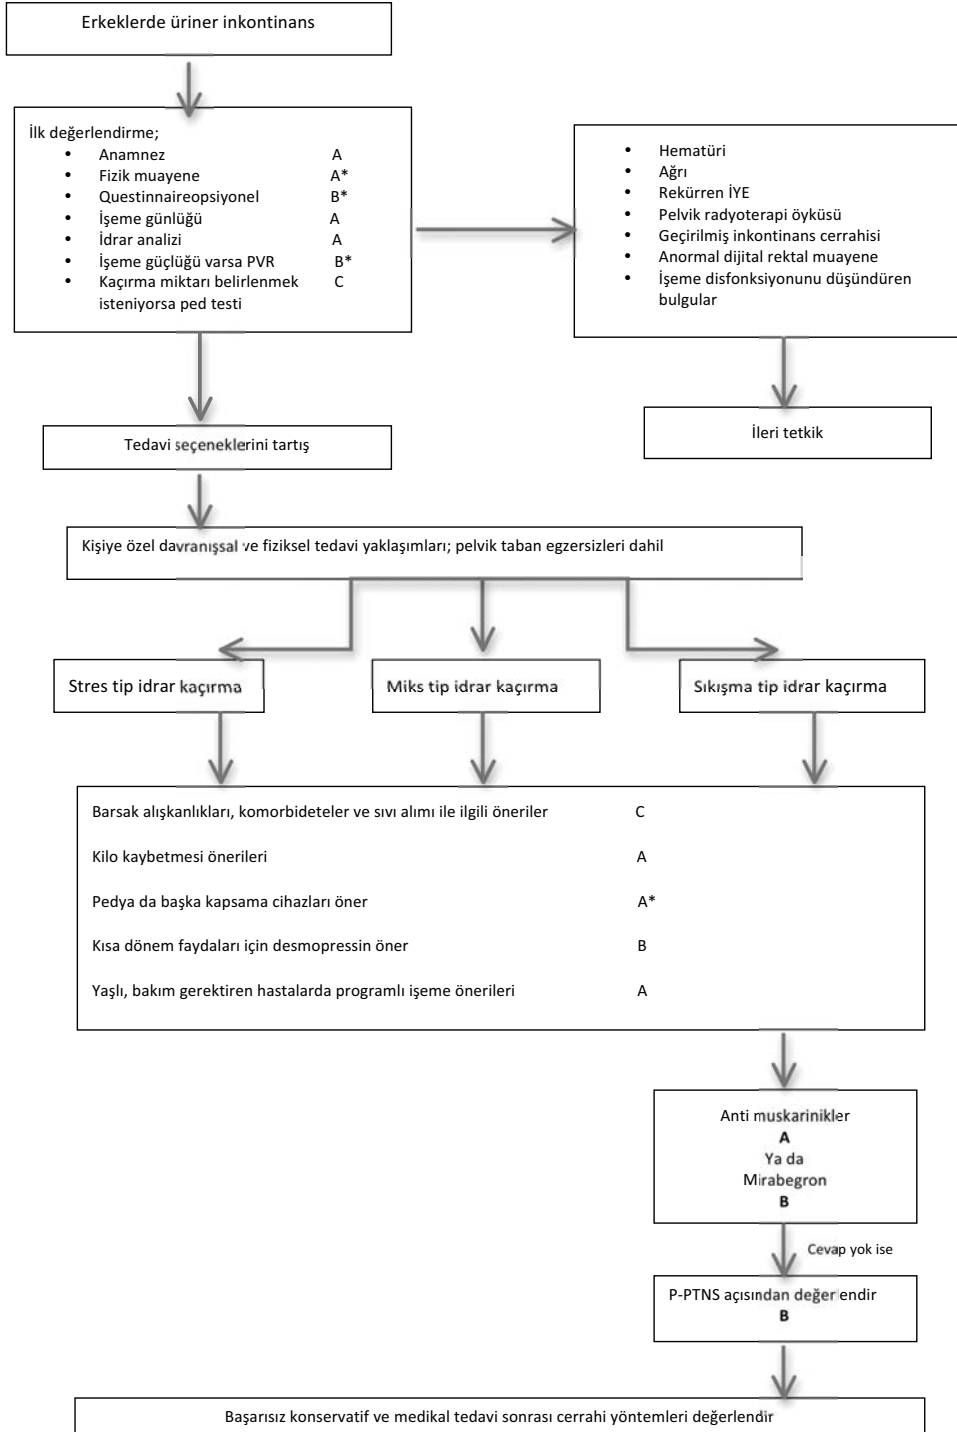 Erkeklerde üriner inkontinans
İlk değerlendirme;
• Anamnez A
• Fizik muayene A*
• Questinnaireopsiyonel B*
• İşeme günlüğü A
• İdrar analizi A
• İşeme güçlüğü varsa PVR B*
• Kaçırma miktarı belirlenmek C
isteniyorsa ped testi
• Hematüri
• Ağrı
• Rekürren İYE
• Pelvik radyoterapi öyküsü
• Geçirilmiş inkontinans cerrahisi
• Anormal dijital rektal muayene
• İşeme disfonksiyonunu düşündüren
bulgular
İleri tetkik
Tedavi seçeneklerini tartış
Kişiye özel davranışsal ve fiziksel tedavi yaklaşımları; pelvik taban egzersizleri dahil
Stres tip idrar kaçırma
Miks tip idrar kaçırma
Sıkışma tip idrar kaçırma
Barsak alışkanlıkları, komorbideteler ve sıvı alımı ile ilgili öneriler C
Kilo kaybetmesi önerileri A
Pedya da başka kapsama cihazları öner A*
Kısa dönem faydaları için desmopressin öner B
Yaşlı, bakım gerektiren hastalarda programlı işeme önerileri A
Anti muskarinikler
A
Ya da
Mirabegron
B
Cevap yok ise
P-PTNS açısından değerlendir
B
Başarısız konservatif ve medikal tedavi sonrası cerrahi yöntemleri değerlendir